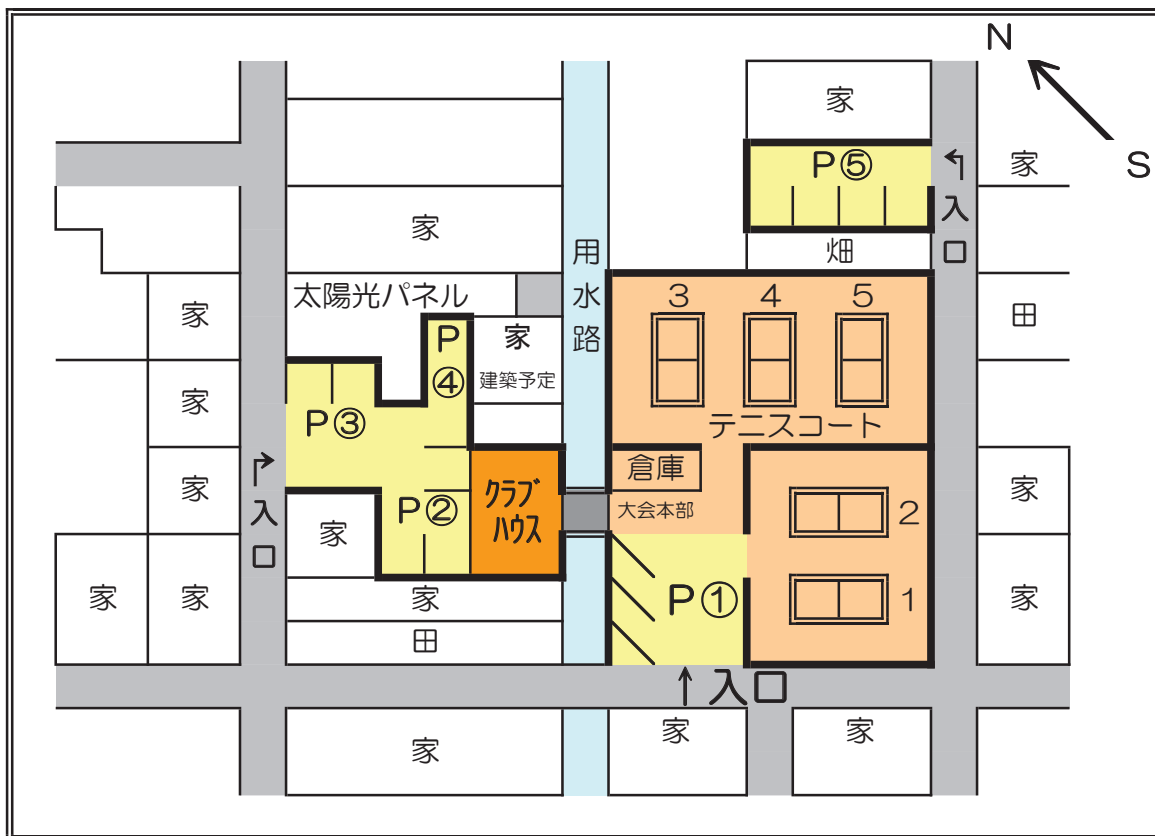 N
S
家
P⑤
入口
家
家
畑
用水路
太陽光パネル
3 4 5
家
田
P④
家
建築予定
家
P③
テニスコート
倉庫
家
クラブハウス
P②
大会本部
2
家
入口
家
家
家
家
P①
1
家
田
入口
家
家
家